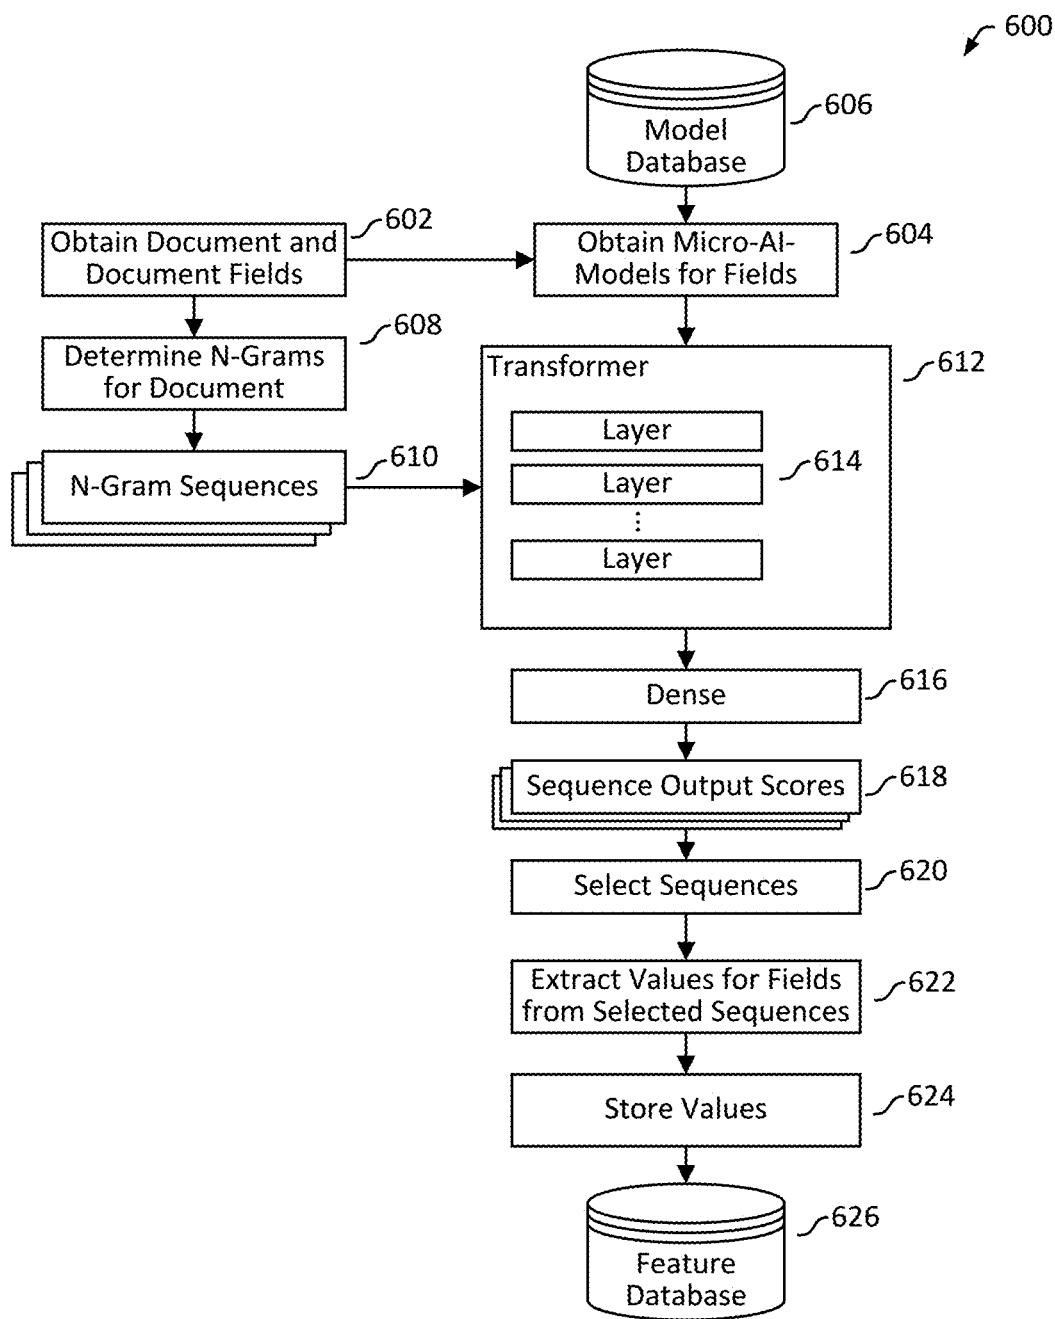 600
Model
Database
606
Obtain Document and
Document Fields
602
Obtain Micro-AI-
Models for Fields
604
Determine N-Grams
for Document
608
N-Gram Sequences
610
Transformer
612
Layer
Layer
614
⋮
Layer
Dense
616
Sequence Output Scores
618
Select Sequences
620
Extract Values for Fields
from Selected Sequences
622
Store Values
624
Feature
Database
626